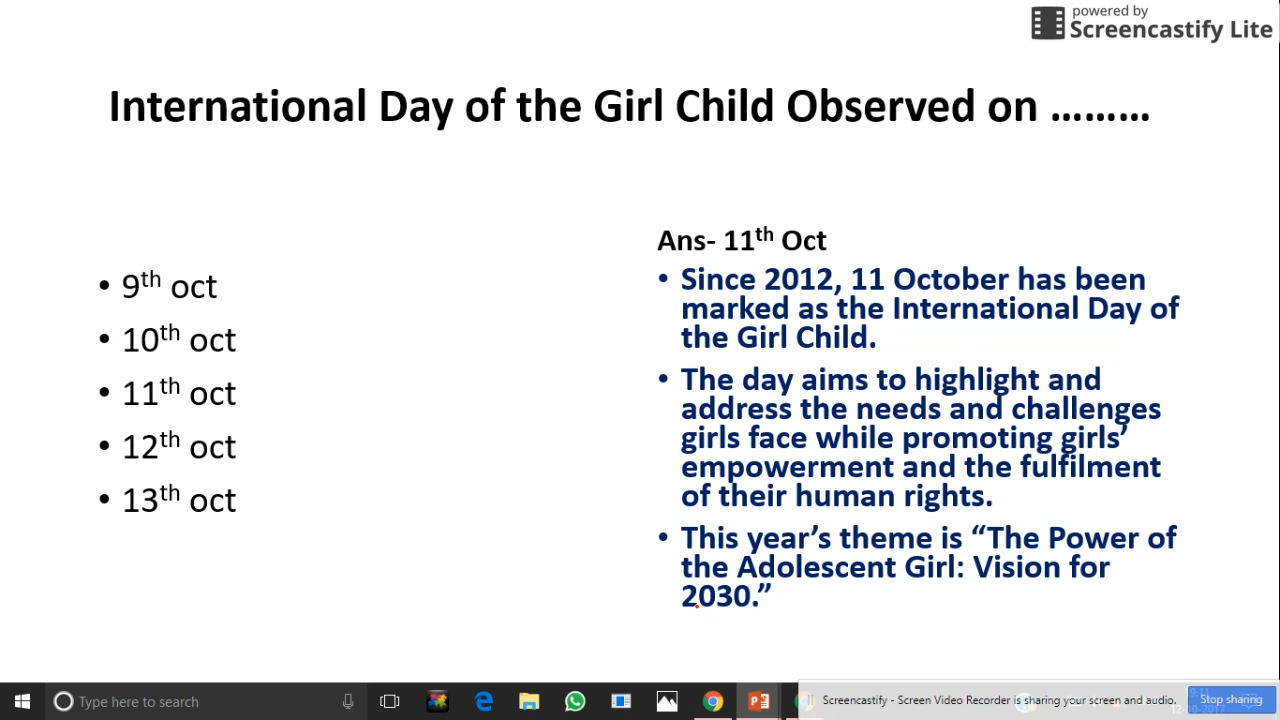 powered by
Screencastify Lite
International Day of the Girl Child Observed on .........
9th oct
10th oct
11th oct
12th oct
13th oct
Ans- 11th Oct
Since 2012, 11 October has been
marked as the International Day of
the Girl Child.
The day aims to highlight and
address the needs and challenges
girls face while promoting girls’
empowerment and the fulfilment
of their human rights.
This year’s theme is “The Power of
the Adolescent Girl: Vision for
2030.”
Type here to search
Screencastify - Screen Video Recorder is sharing your screen and audio.
Stop sharing